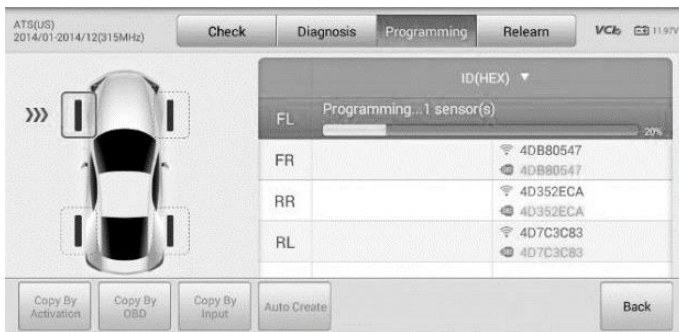 ATS(US)
2014/01-2014/12(315MHz)
Check
Diagnosis
Programming
Relearn
VCI
11.97V
ID(HEX) ▼
FL
Programming...1 sensor(s)
20%
FR
4DB80547
4DB80547
RR
4D352ECA
4D352ECA
RL
4D7C3C83
4D7C3C83
Copy By
Activation
Copy By
OBD
Copy By
Input
Auto Create
Back